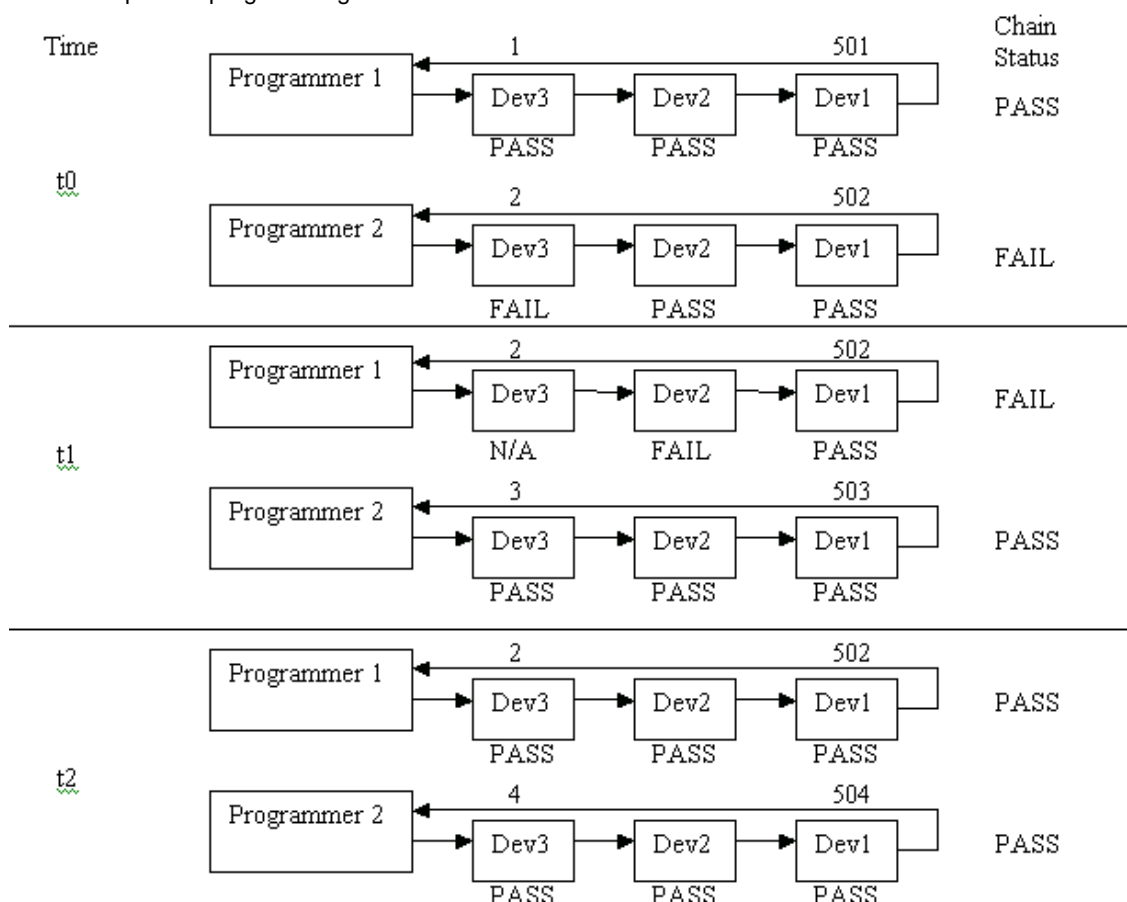 Time
Chain
Status
1 501
Programmer 1
Dev3 Dev2 Dev1
PASS
PASS PASS PASS
t0
2 502
Programmer 2
Dev3 Dev2 Dev1
FAIL
FAIL PASS PASS
2 502
Programmer 1
Dev3 Dev2 Dev1
FAIL
N/A FAIL PASS
t1
3 503
Programmer 2
Dev3 Dev2 Dev1
PASS
PASS PASS PASS
2 502
Programmer 1
Dev3 Dev2 Dev1
PASS
PASS PASS PASS
t2
4 504
Programmer 2
Dev3 Dev2 Dev1
PASS
PASS PASS PASS